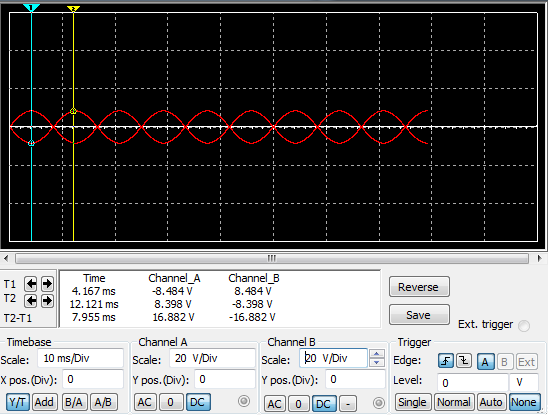 1 2
T1
T2
T2-T1
Time Channel_A Channel_B
4.167 ms -8.484 V 8.484 V
12.121 ms 8.398 V -8.398 V
7.955 ms 16.882 V -16.882 V
Reverse
Save
Ext. trigger
Timebase
Scale: 10 ms/Div
X pos.(Div): 0
Y/T Add B/A A/B
Channel A
Scale: 20 V/Div
Y pos.(Div): 0
AC 0 DC
Channel B
Scale: 20 V/Div
Y pos.(Div): 0
AC 0 DC -
Trigger
Edge: A B Ext
Level: 0 V
Single Normal Auto None